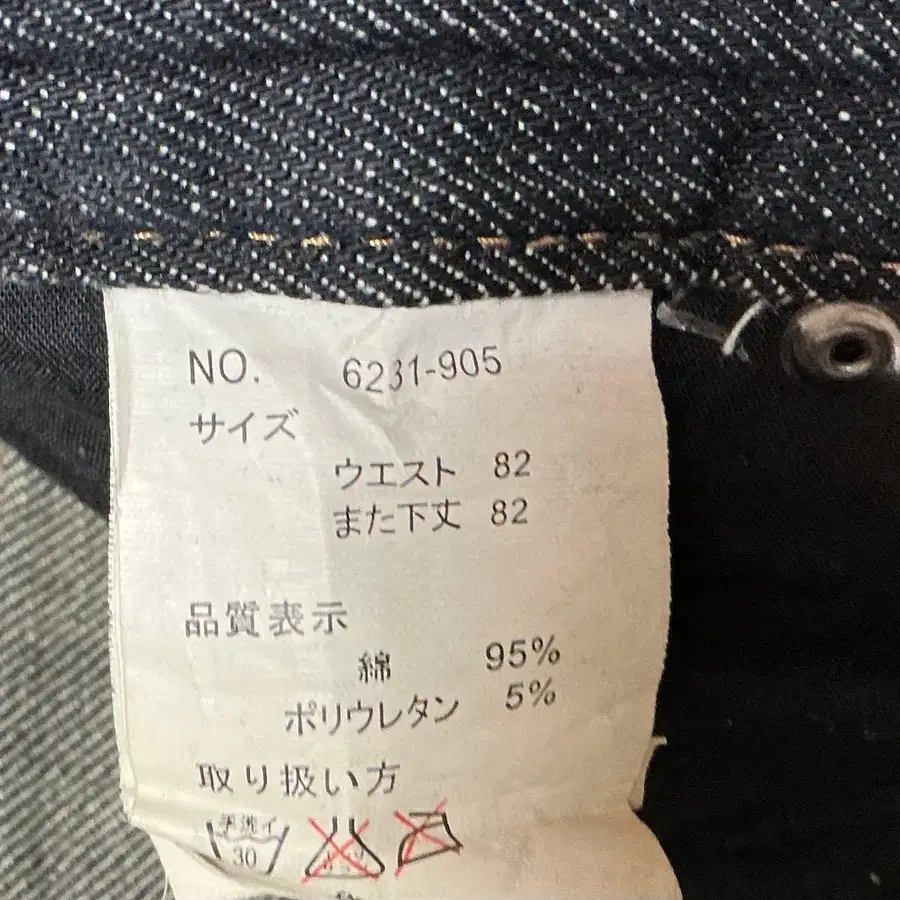 NO. 6231-905
サイズ
ウエスト 82
また下丈 82
品質表示
綿 95%
ポリウレタン 5%
取り扱い方
手洗イ
30